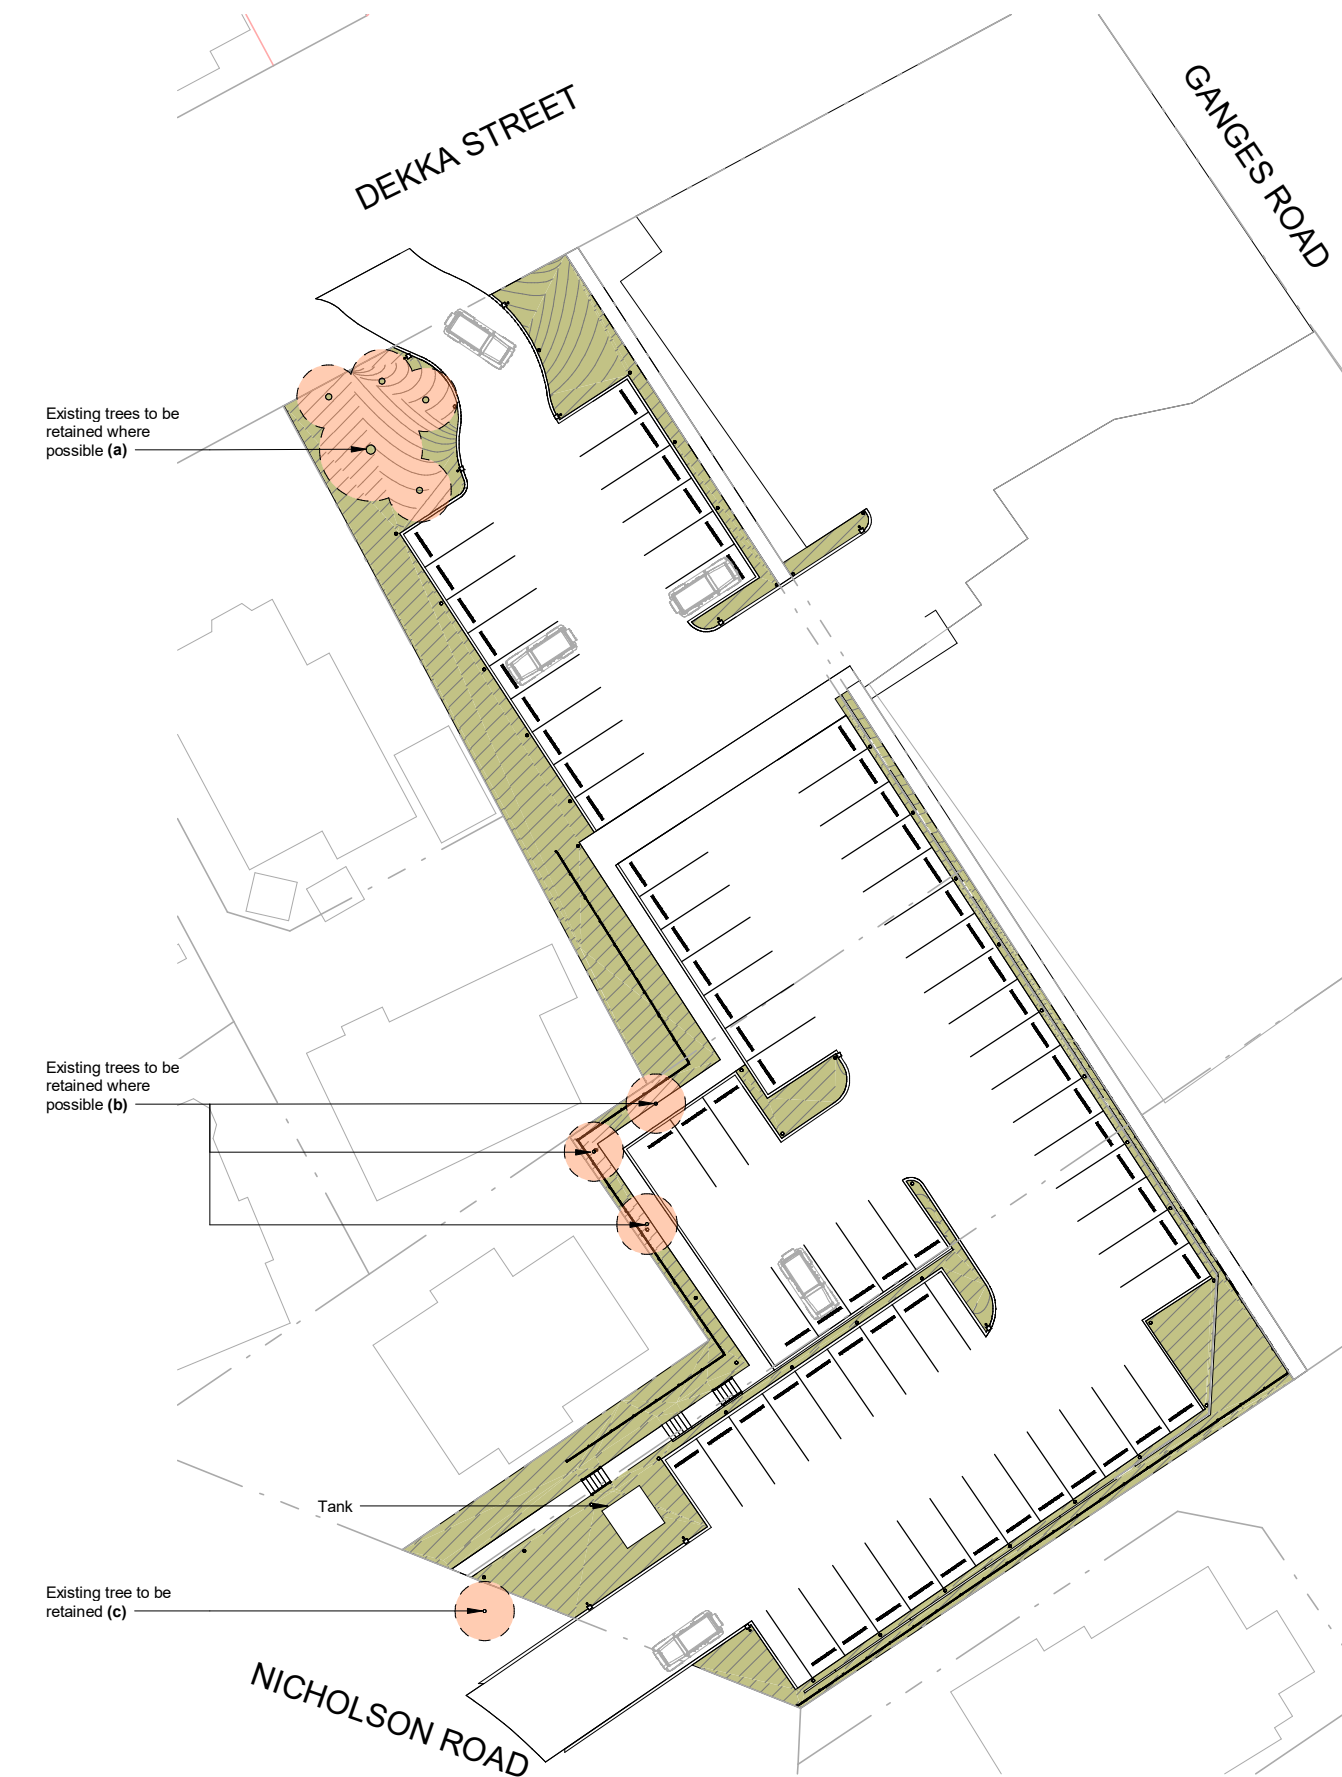 DEKKA STREET
GANGES ROAD
Existing trees to be
retained where
possible (a)
Existing trees to be
retained where
possible (b)
Tank
Existing tree to be
retained (c)
NICHOLSON ROAD